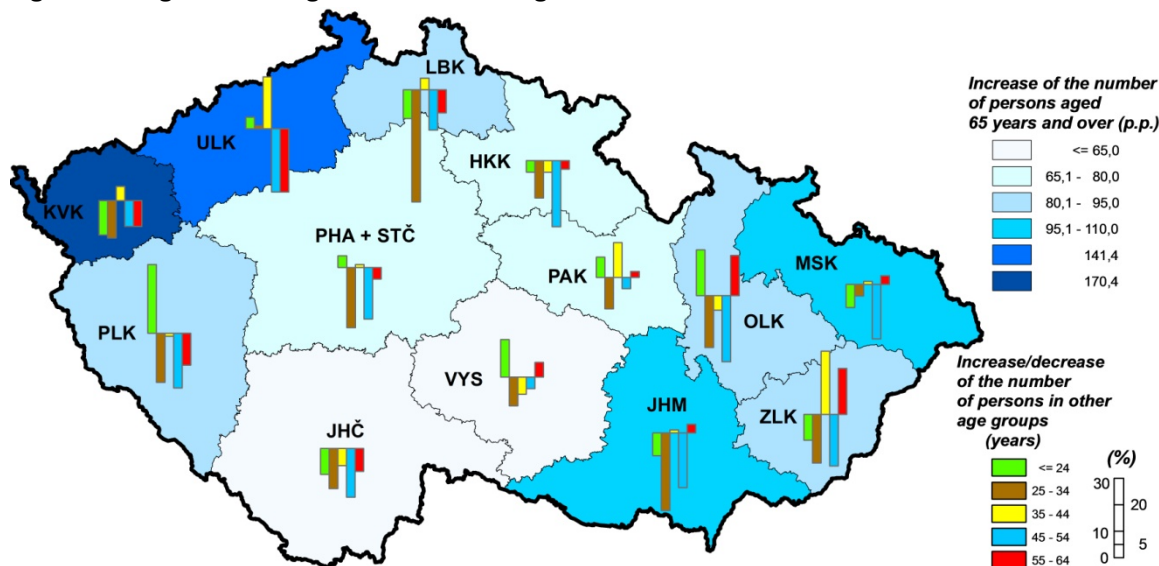 LBK
ULK
HKK
KVK
PHA + STČ
PAK
MSK
PLK
OLK
VYS
JHČ
JHM
ZLK
Increase of the number
of persons aged
65 years and over (p.p.)
<= 65,0
65,1 - 80,0
80,1 - 95,0
95,1 - 110,0
141,4
170,4
Increase/decrease
of the number
of persons in other
age groups
(years)
(%)
<= 24
25 - 34
35 - 44
45 - 54
55 - 64
30
20
10
5
0